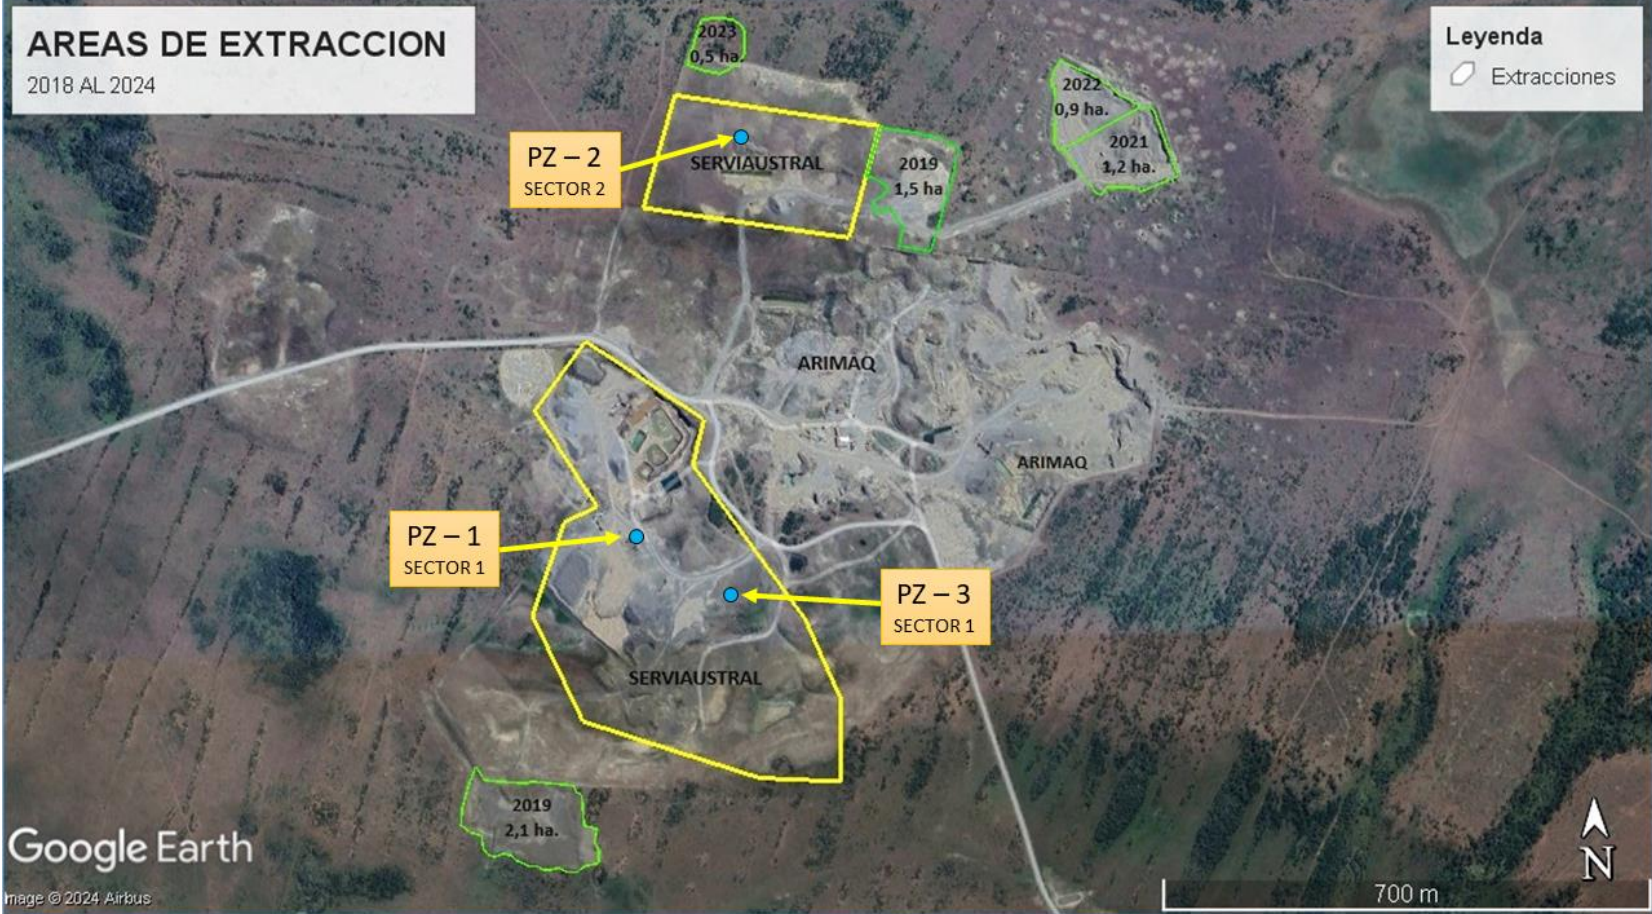 AREAS DE EXTRACCION
2018 AL 2024
Leyenda
Extracciones
2023
0,5 ha.
2022
0,9 ha.
2021
1,2 ha.
PZ – 2
SECTOR 2
SERVIAUSTRAL
2019
1,5 ha
ARIMAQ
ARIMAQ
PZ – 1
SECTOR 1
PZ – 3
SECTOR 1
SERVIAUSTRAL
2019
2,1 ha.
Google Earth
N
700 m
mage © 2024 Airbus